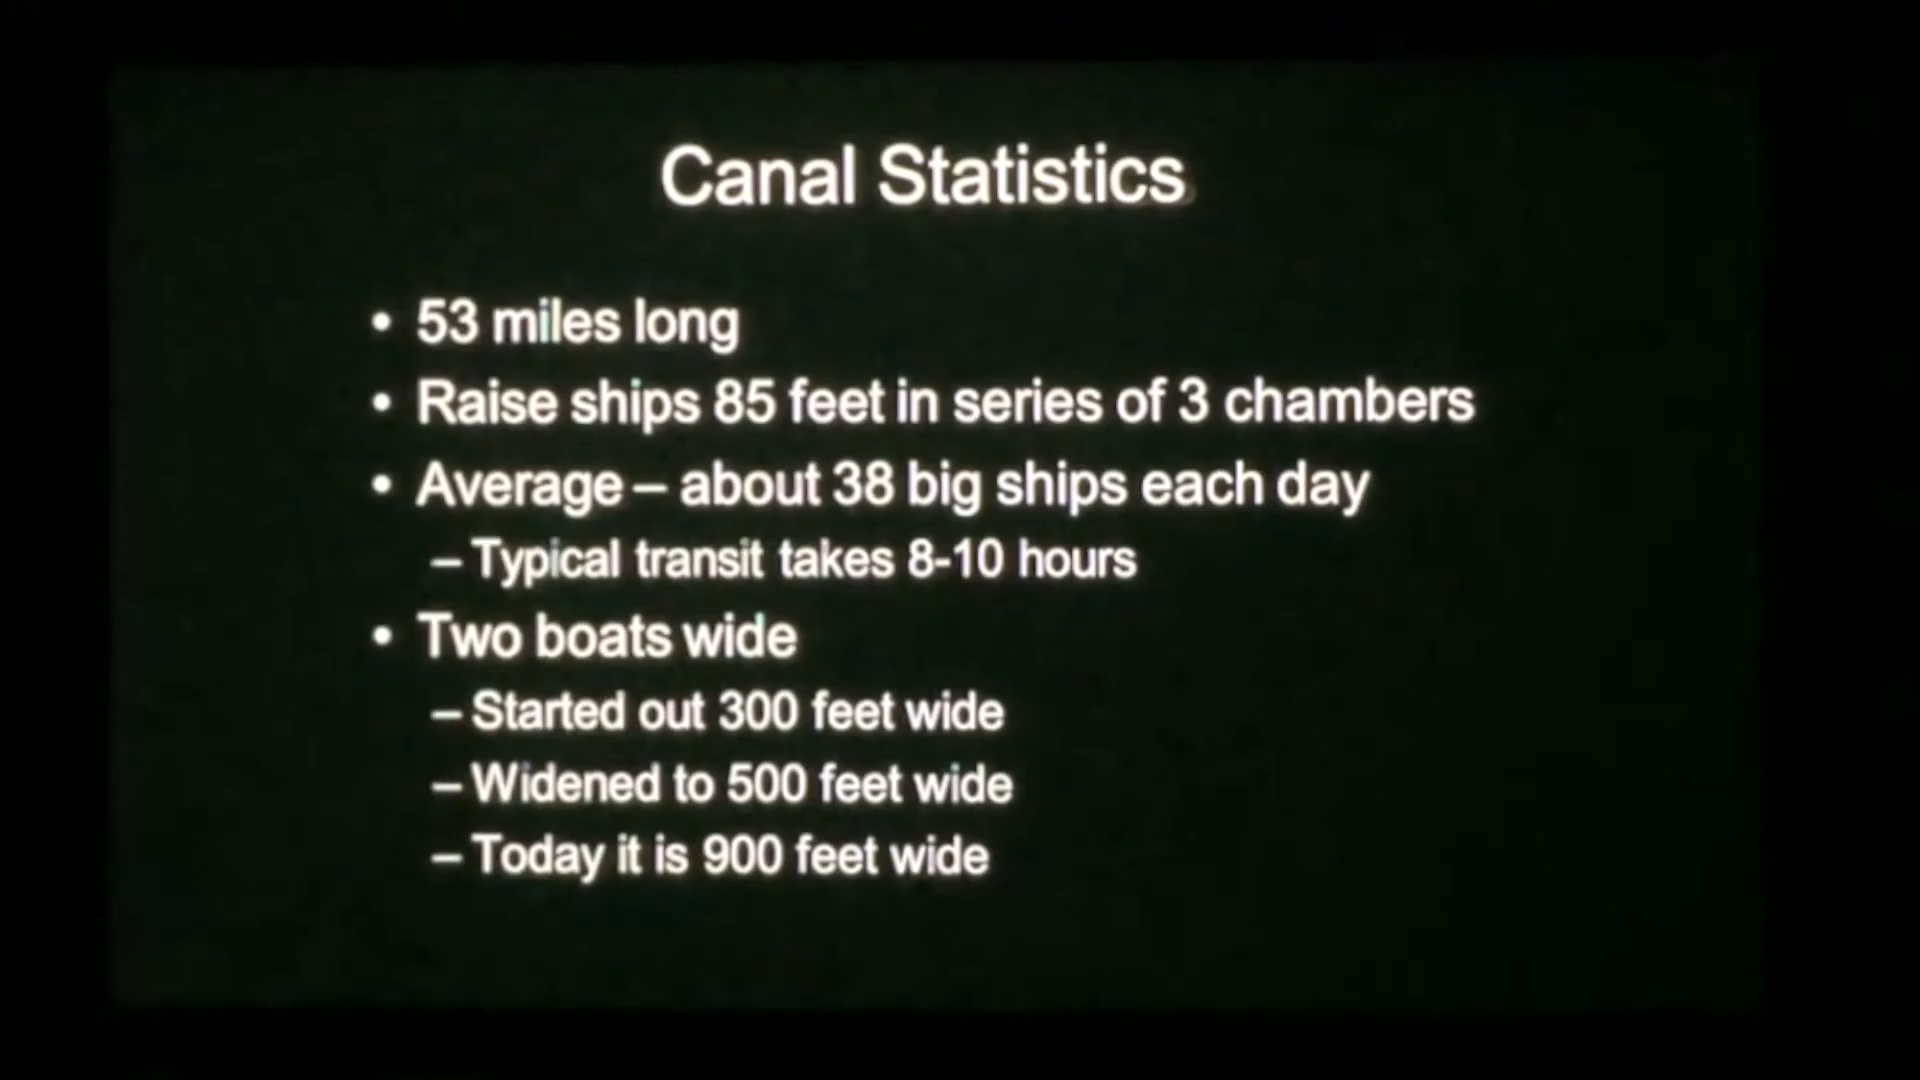 Canal Statistics
• 53 miles long
• Raise ships 85 feet in series of 3 chambers
• Average – about 38 big ships each day
– Typical transit takes 8-10 hours
• Two boats wide
– Started out 300 feet wide
– Widened to 500 feet wide
– Today it is 900 feet wide